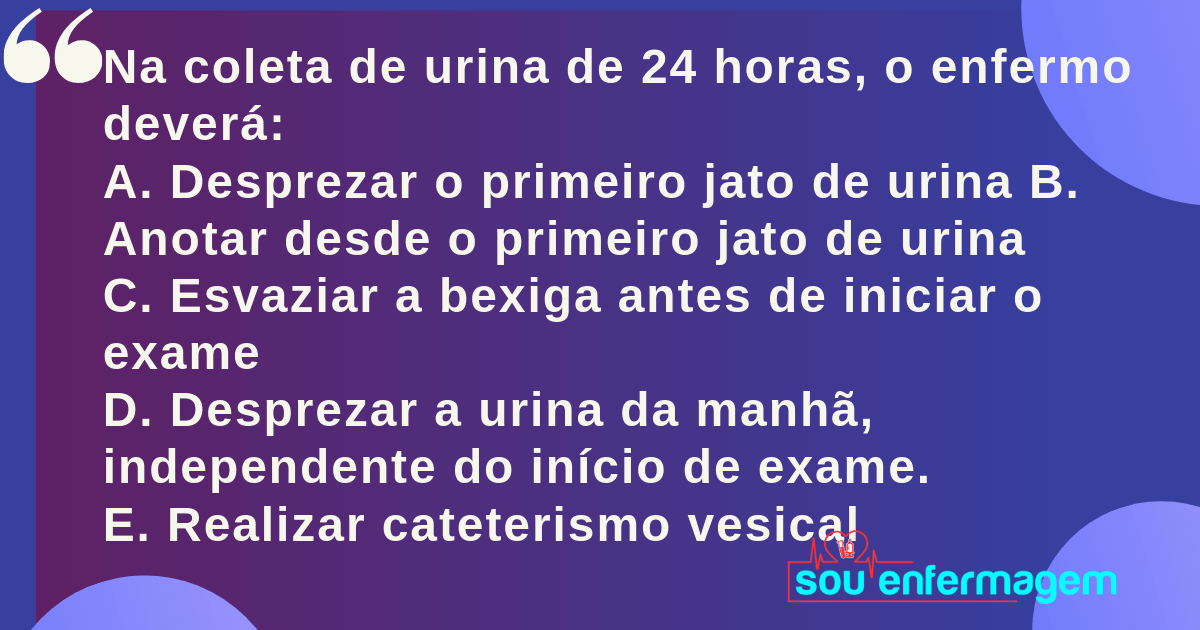 Na coleta de urina de 24 horas, o enfermo
deverá:
A. Desprezar o primeiro jato de urina B.
Anotar desde o primeiro jato de urina
C. Esvaziar a bexiga antes de iniciar o
exame
D. Desprezar a urina da manhã,
independente do início de exame.
E. Realizar cateterismo vesical
sou enfermagem